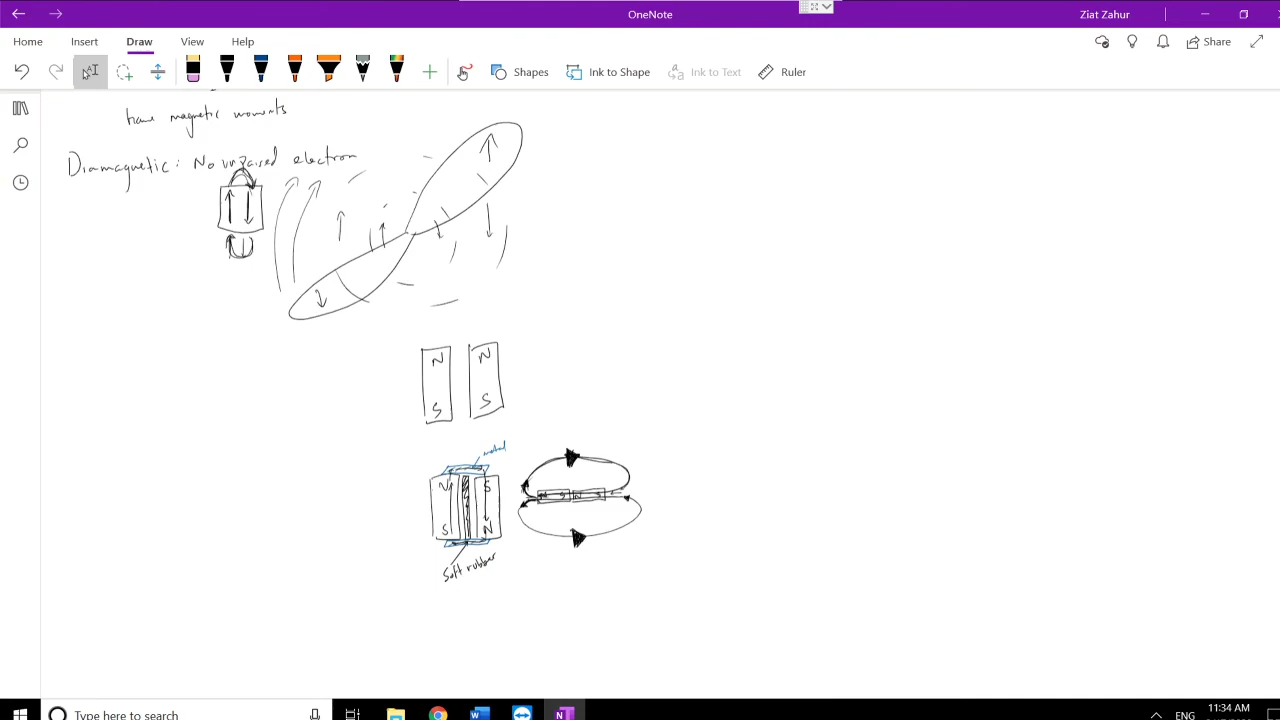 OneNote
Ziat Zahur
Home
Insert
Draw
View
Help
Share
Shapes
Ink to Shape
Ink to Text
Ruler
have magnetic moments
Diamagnetic: No unpaired electron
N N
S S
metal
N S
S N
N S N S
Soft rubber
Type here to search
ENG
11:34 AM